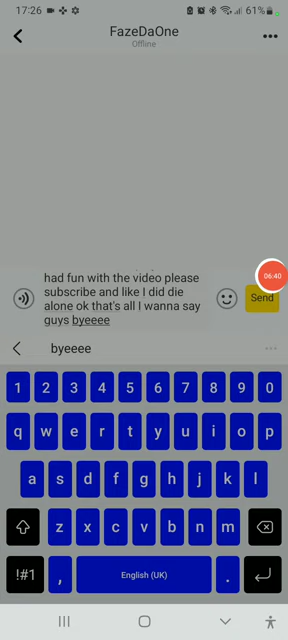 17:26
61%
FazeDaOne
Offline
had fun with the video please
subscribe and like I did die
alone ok that's all I wanna say
guys byeeee
06:40
Send
byeeee
1 2 3 4 5 6 7 8 9 0
q w e r t y u i o p
a s d f g h j k l
z x c v b n m
!#1 , English (UK) .